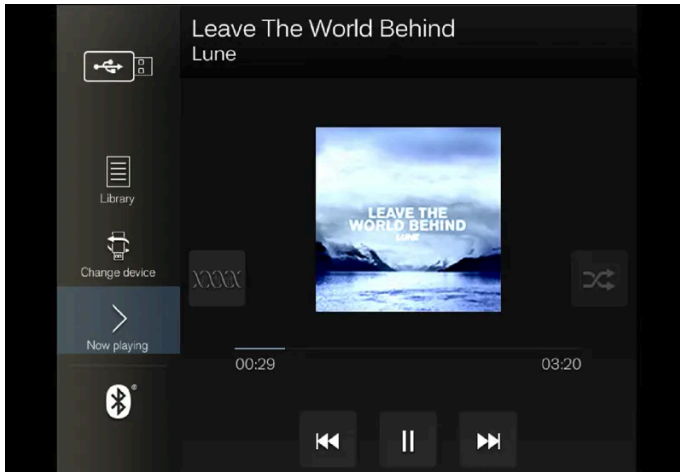 Leave The World Behind
Lune
Library
Change device
Now playing
LEAVE THE
WORLD BEHIND
LUNE
00:29
03:20